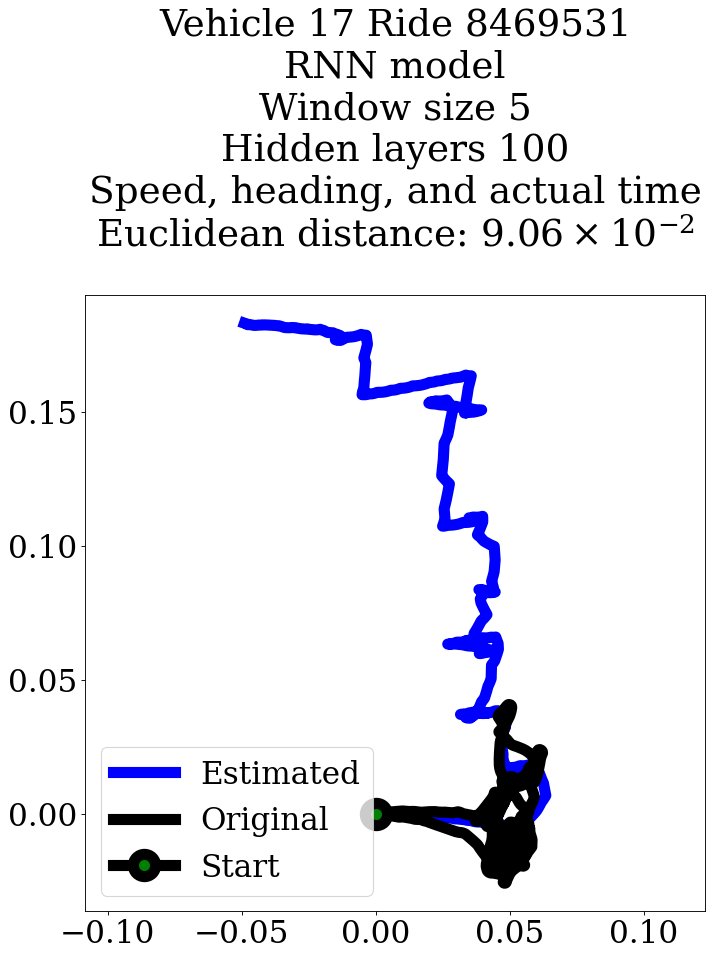 Vehicle 17 Ride 8469531
RNN model
Window size 5
Hidden layers 100
Speed, heading, and actual time
Euclidean distance: 9.06 × 10⁻²
0.15
0.10
0.05
0.00
Estimated
Original
Start
−0.10 −0.05 0.00 0.05 0.10